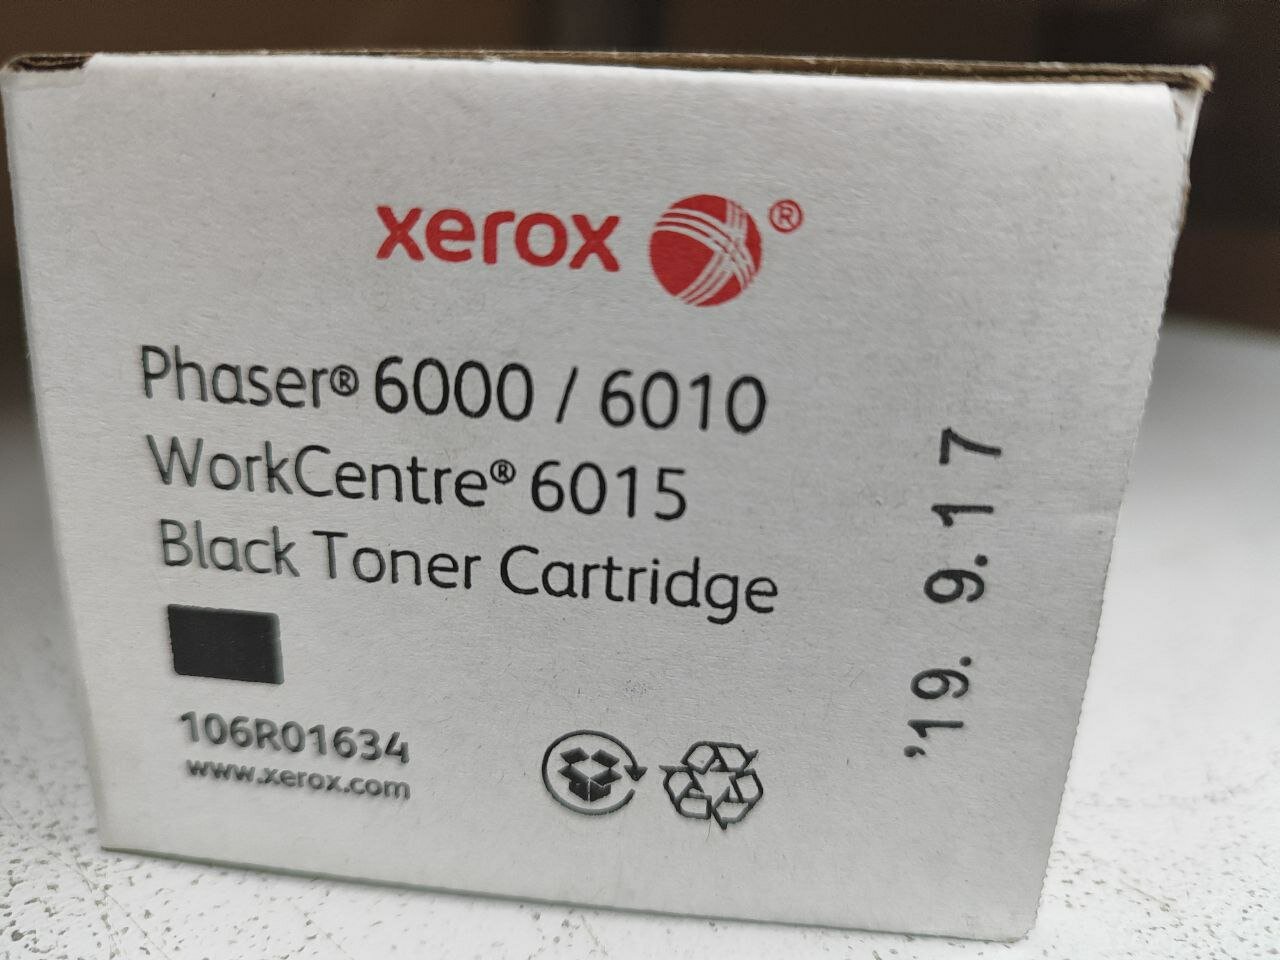 xerox ®
Phaser® 6000 / 6010
WorkCentre® 6015
Black Toner Cartridge
106R01634
www.xerox.com
'19. 9.17